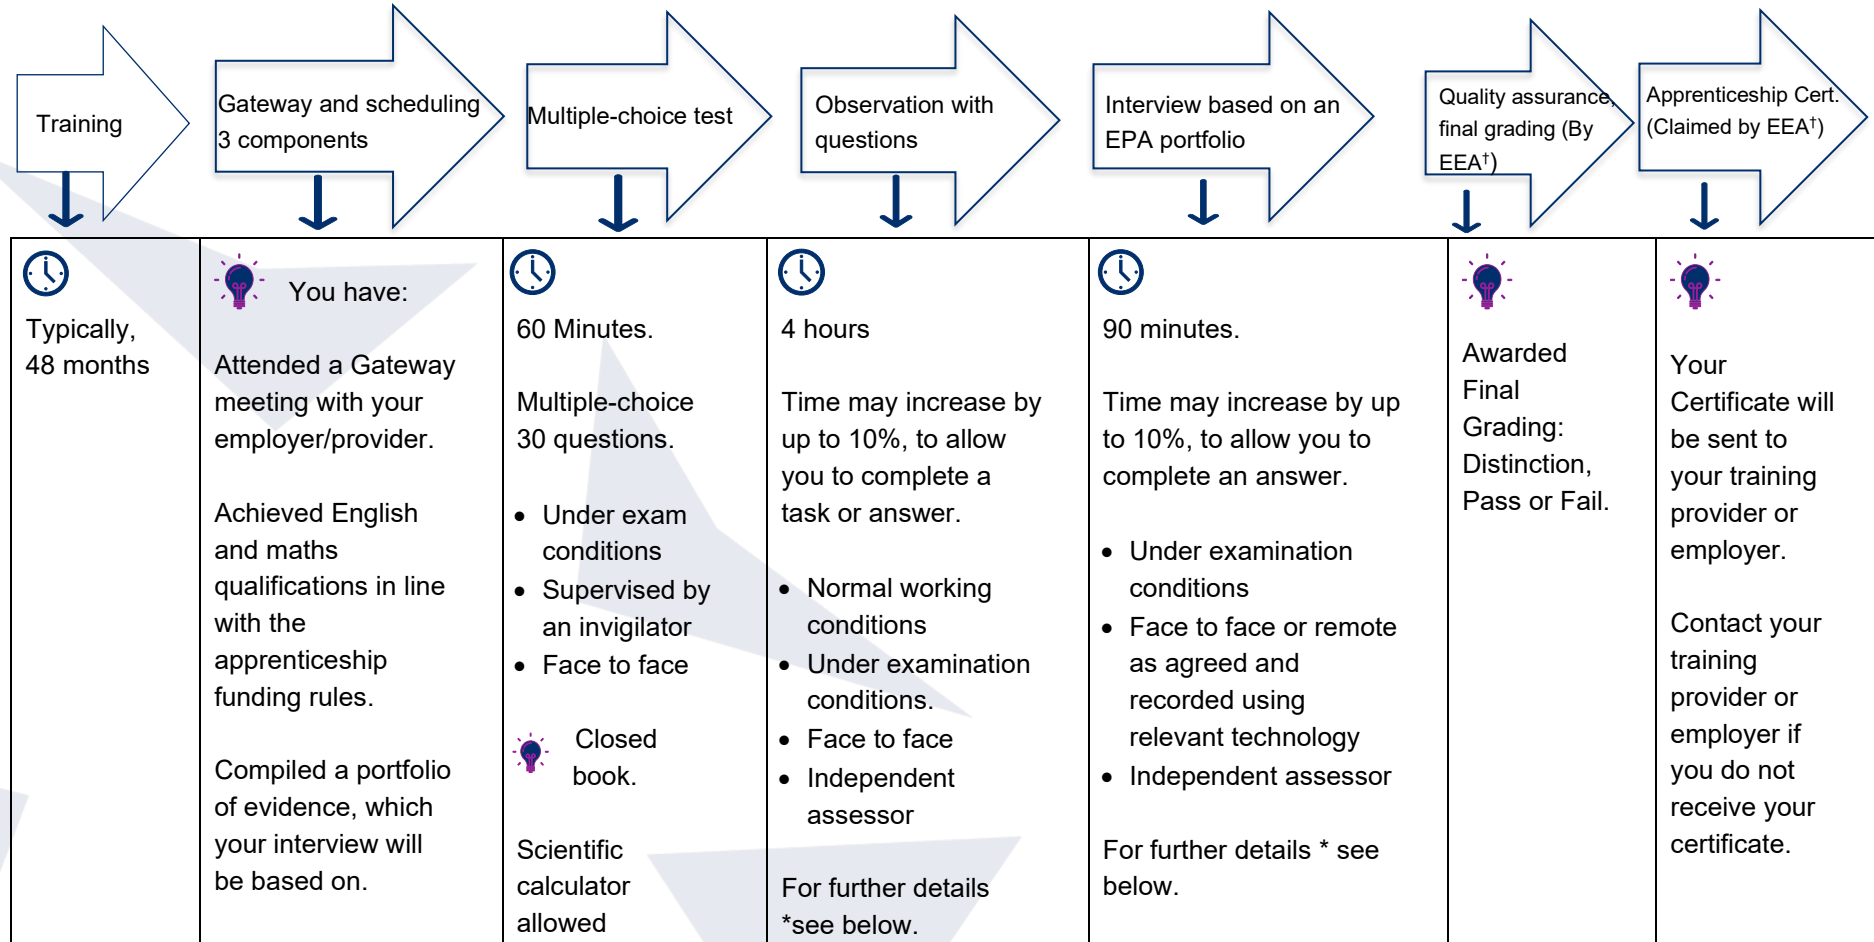 Training
Gateway and scheduling
3 components
Multiple-choice test
Observation with
questions
Interview based on an
EPA portfolio
Quality assurance,
final grading (By
EEA†)
Apprenticeship Cert.
(Claimed by EEA†)
Typically,
48 months
You have:
Attended a Gateway
meeting with your
employer/provider.
Achieved English
and maths
qualifications in line
with the
apprenticeship
funding rules.
Compiled a portfolio
of evidence, which
your interview will
be based on.
60 Minutes.
Multiple-choice
30 questions.
• Under exam
conditions
• Supervised by
an invigilator
• Face to face
Closed
book.
Scientific
calculator
allowed
4 hours
Time may increase by
up to 10%, to allow
you to complete a
task or answer.
• Normal working
conditions
• Under examination
conditions.
• Face to face
• Independent
assessor
For further details
*see below.
90 minutes.
Time may increase by up
to 10%, to allow you to
complete an answer.
• Under examination
conditions
• Face to face or remote
as agreed and
recorded using
relevant technology
• Independent assessor
For further details * see
below.
Awarded
Final
Grading:
Distinction,
Pass or Fail.
Your
Certificate will
be sent to
your training
provider or
employer.
Contact your
training
provider or
employer if
you do not
receive your
certificate.